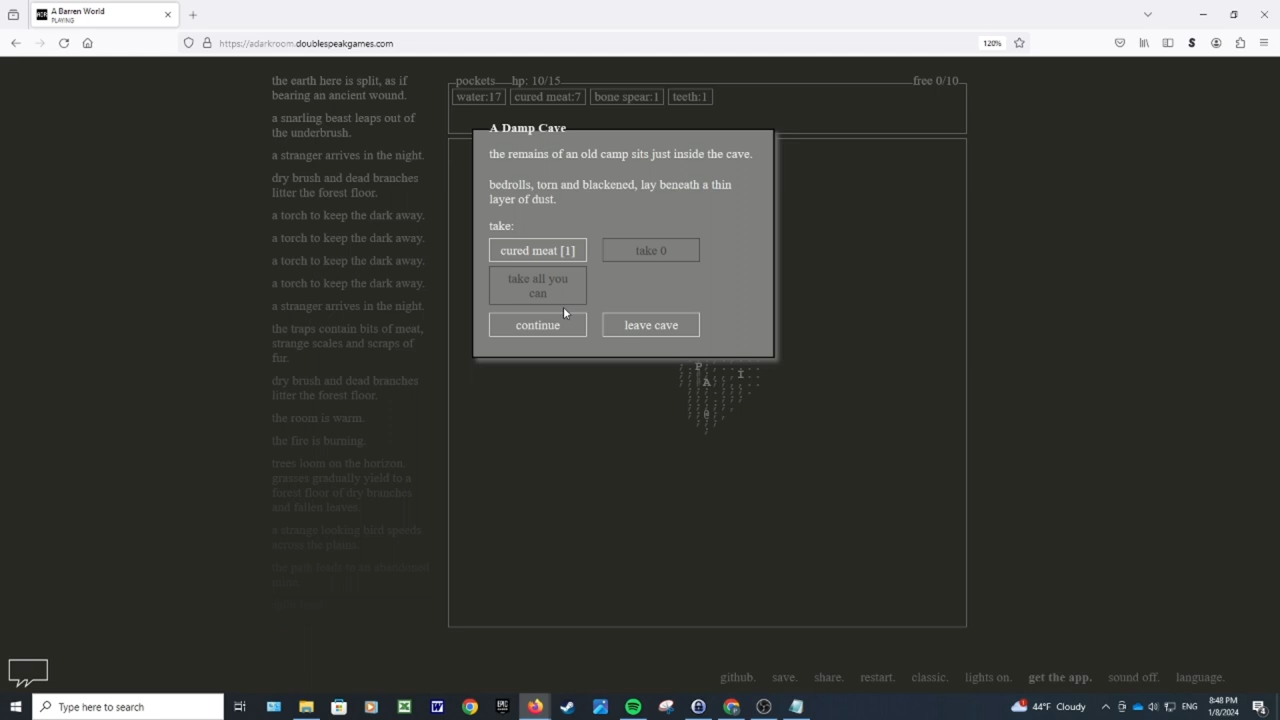 A Barren World
PLAYING
https://adarkroom.doublespeakgames.com
120%
the earth here is split, as if
bearing an ancient wound.
a snarling beast leaps out of
the underbrush.
a stranger arrives in the night.
dry brush and dead branches
litter the forest floor.
a torch to keep the dark away.
a torch to keep the dark away.
a torch to keep the dark away.
a torch to keep the dark away.
a stranger arrives in the night.
the traps contain bits of meat,
strange scales and scraps of
fur.
dry brush and dead branches
litter the forest floor.
the room is warm.
the fire is burning.
trees loom on the horizon.
grasses gradually yield to a
forest floor of dry branches
and fallen leaves.
a strange looking bird speeds
across the plains.
the path leads to an abandoned
pockets hp: 10/15 free 0/10
water:17 cured meat:7 bone spear:1 teeth:1
A Damp Cave
the remains of an old camp sits just inside the cave.
bedrolls, torn and blackened, lay beneath a thin
layer of dust.
take:
cured meat [1] take 0
take all you
can
continue leave cave
P
i
A
@
github. save. share. restart. classic. lights on. get the app. sound off. language.
Type here to search
44°F Cloudy
8:48 PM
1/8/2024